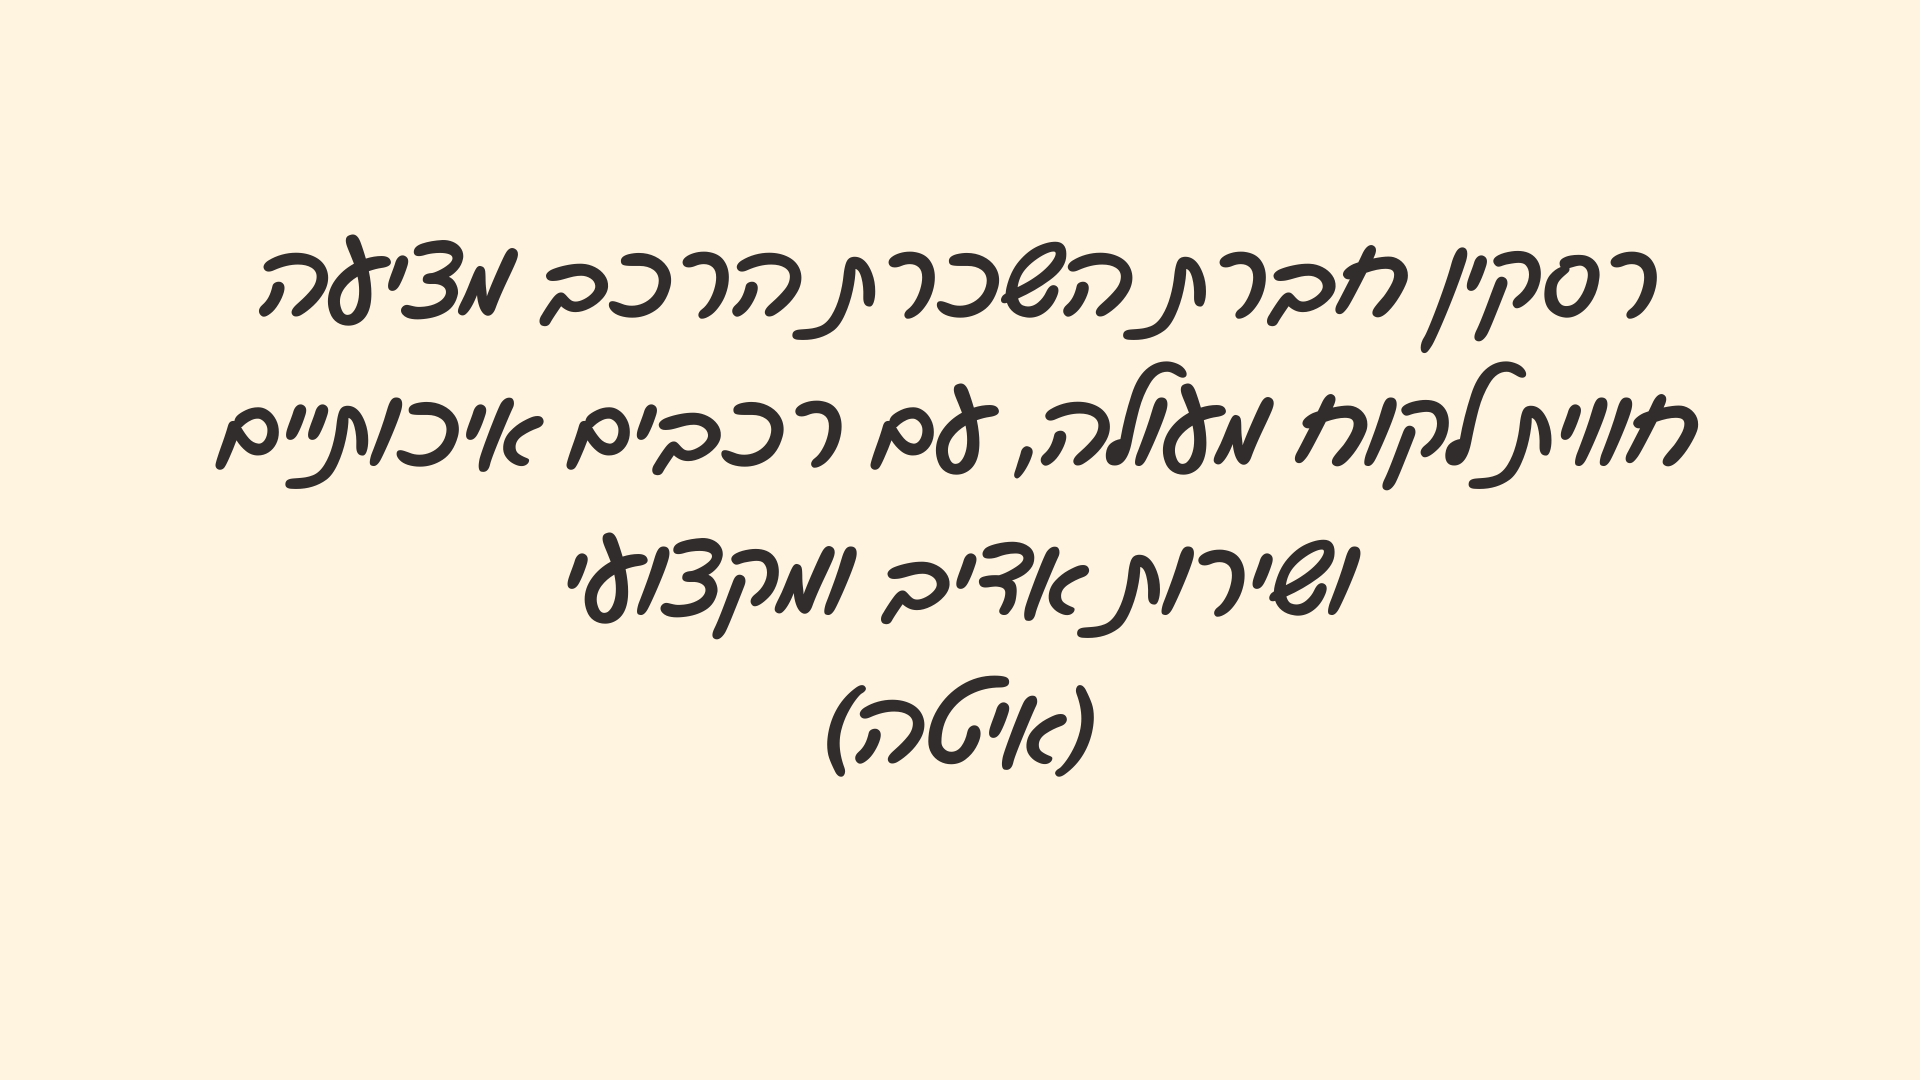 רסקין חברת השכרת הרכב מציעה
חווית לקוח מעולה, עם רכבים איכותיים
ושירות אדיב ומקצועי
(איטה)